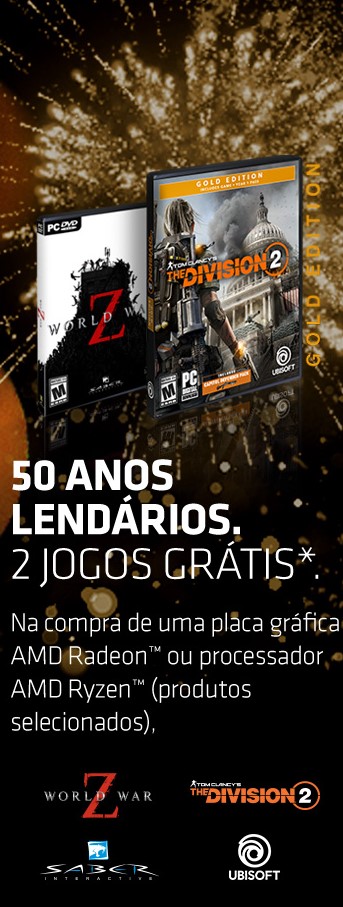 GOLD EDITION
PC DVD
GOLD EDITION
TOM CLANCY'S
THE DIVISION 2
WORLD
Z
UBISOFT
50 ANOS
LENDÁRIOS.
2 JOGOS GRÁTIS*.
Na compra de uma placa gráfica
AMD Radeon™ ou processador
AMD Ryzen™ (produtos
selecionados),
WORLD Z WAR
TOM CLANCY'S
THE DIVISION 2
SABER
INTERACTIVE
UBISOFT